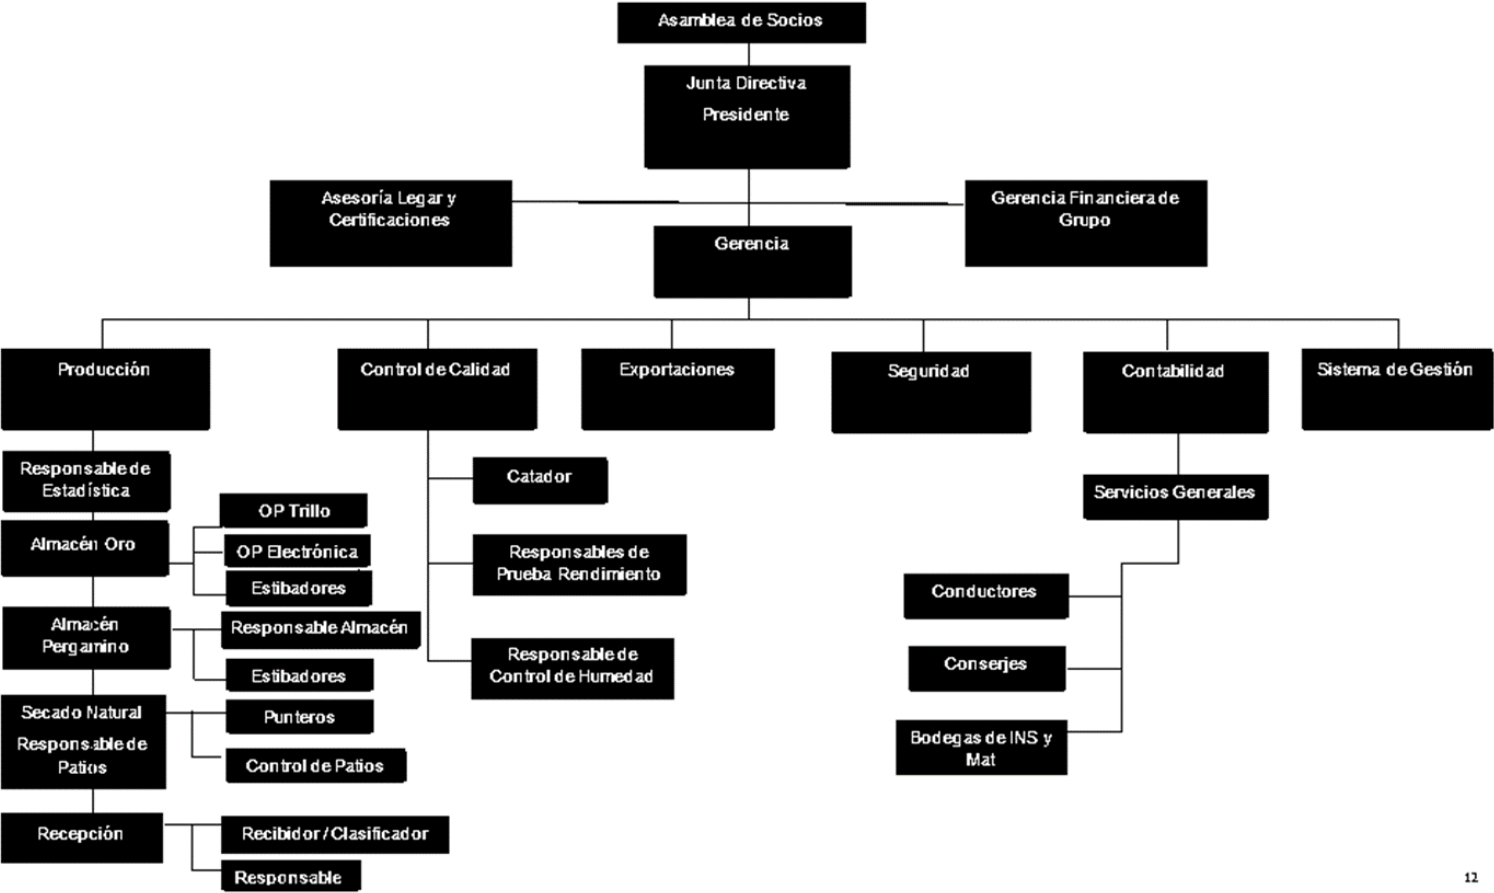 Asamblea de Socios
Junta Directiva
Presidente
Asesoría Legar y
Certificaciones
Gerencia Financiera de
Grupo
Gerencia
Producción
Control de Calidad
Exportaciones
Seguridad
Contabilidad
Sistema de Gestión
Responsable de
Estadística
Almacén Oro
OP Trillo
OP Electrónica
Estibadores
Almacén
Pergamino
Responsable Almacén
Estibadores
Secado Natural
Responsable de
Patios
Punteros
Control de Patios
Recepción
Recibidor / Clasificador
Responsable
Catador
Responsables de
Prueba Rendimiento
Responsable de
Control de Humedad
Servicios Generales
Conductores
Conserjes
Bodegas de INS y
Mat
12